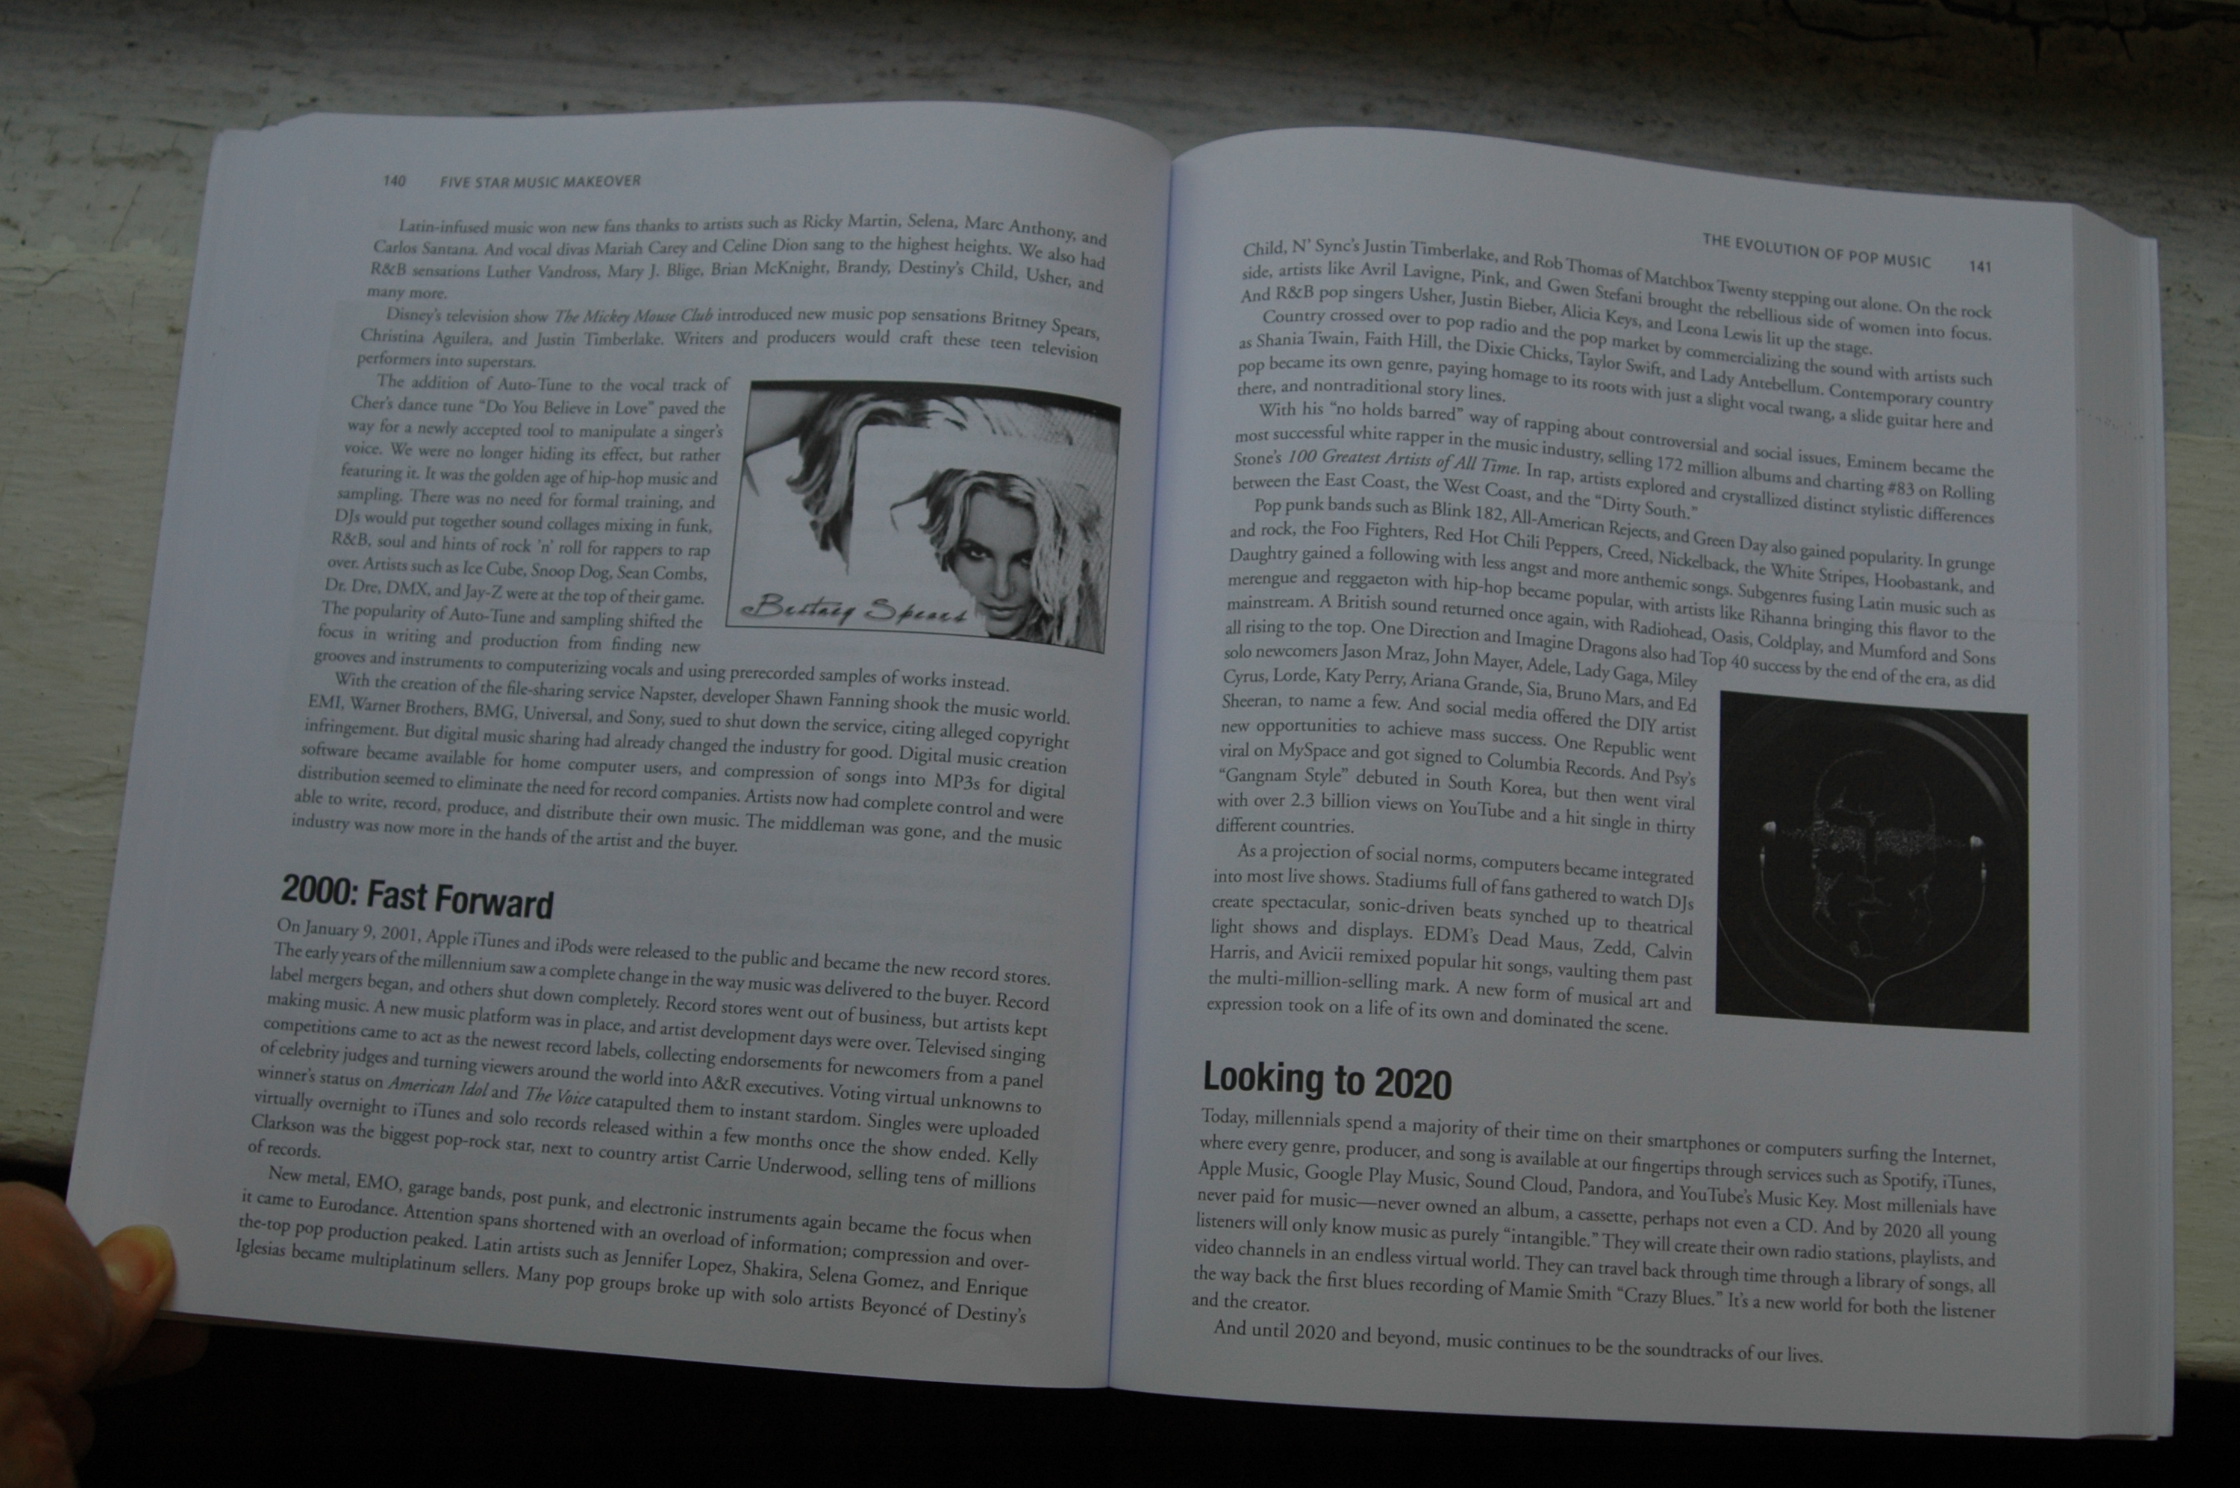 140 FIVE STAR MUSIC MAKEOVER
Latin-infused music won new fans thanks to artists such as Ricky Martin, Selena, Marc Anthony, and
Carlos Santana. And vocal divas Mariah Carey and Celine Dion sang to the highest heights. We also had
R&B sensations Luther Vandross, Mary J. Blige, Brian McKnight, Brandy, Destiny's Child, Usher, and
many more.
Disney's television show The Mickey Mouse Club introduced new music pop sensations Britney Spears,
Christina Aguilera, and Justin Timberlake. Writers and producers would craft these teen television
performers into superstars.
The addition of Auto-Tune to the vocal track of
Cher's dance tune "Do You Believe in Love" paved the
way for a newly accepted tool to manipulate a singer's
voice. We were no longer hiding its effect, but rather
featuring it. It was the golden age of hip-hop music and
sampling. There was no need for formal training, and
DJs would put together sound collages mixing in funk,
R&B, soul and hints of rock 'n' roll for rappers to rap
over. Artists such as Ice Cube, Snoop Dog, Sean Combs,
Dr. Dre, DMX, and Jay-Z were at the top of their game.
The popularity of Auto-Tune and sampling shifted the
focus in writing and production from finding new
grooves and instruments to computerizing vocals and using prerecorded samples of works instead.
Britney Spears
With the creation of the file-sharing service Napster, developer Shawn Fanning shook the music world.
EMI, Warner Brothers, BMG, Universal, and Sony, sued to shut down the service, citing alleged copyright
infringement. But digital music sharing had already changed the industry for good. Digital music creation
software became available for home computer users, and compression of songs into MP3s for digital
distribution seemed to eliminate the need for record companies. Artists now had complete control and were
able to write, record, produce, and distribute their own music. The middleman was gone, and the music
industry was now more in the hands of the artist and the buyer.
2000: Fast Forward
On January 9, 2001, Apple iTunes and iPods were released to the public and became the new record stores.
The early years of the millennium saw a complete change in the way music was delivered to the buyer. Record
label mergers began, and others shut down completely. Record stores went out of business, but artists kept
making music. A new music platform was in place, and artist development days were over. Televised singing
competitions came to act as the newest record labels, collecting endorsements for newcomers from a panel
of celebrity judges and turning viewers around the world into A&R executives. Voting virtual unknowns to
winner's status on American Idol and The Voice catapulted them to instant stardom. Singles were uploaded
virtually overnight to iTunes and solo records released within a few months once the show ended. Kelly
Clarkson was the biggest pop-rock star, next to country artist Carrie Underwood, selling tens of millions
of records.
New metal, EMO, garage bands, post punk, and electronic instruments again became the focus when
it came to Eurodance. Attention spans shortened with an overload of information; compression and over-
the-top pop production peaked. Latin artists such as Jennifer Lopez, Shakira, Selena Gomez, and Enrique
Iglesias became multiplatinum sellers. Many pop groups broke up with solo artists Beyoncé of Destiny's
THE EVOLUTION OF POP MUSIC 141
Child, N' Sync's Justin Timberlake, and Rob Thomas of Matchbox Twenty stepping out alone. On the rock
side, artists like Avril Lavigne, Pink, and Gwen Stefani brought the rebellious side of women into focus.
And R&B pop singers Usher, Justin Bieber, Alicia Keys, and Leona Lewis lit up the stage.
Country crossed over to pop radio and the pop market by commercializing the sound with artists such
as Shania Twain, Faith Hill, the Dixie Chicks, Taylor Swift, and Lady Antebellum. Contemporary country
pop became its own genre, paying homage to its roots with just a slight vocal twang, a slide guitar here and
there, and nontraditional story lines.
With his "no holds barred" way of rapping about controversial and social issues, Eminem became the
most successful white rapper in the music industry, selling 172 million albums and charting #83 on Rolling
Stone's 100 Greatest Artists of All Time. In rap, artists explored and crystallized distinct stylistic differences
between the East Coast, the West Coast, and the "Dirty South."
Pop punk bands such as Blink 182, All-American Rejects, and Green Day also gained popularity. In grunge
and rock, the Foo Fighters, Red Hot Chili Peppers, Creed, Nickelback, the White Stripes, Hoobastank, and
Daughtry gained a following with less angst and more anthemic songs. Subgenres fusing Latin music such as
merengue and reggaeton with hip-hop became popular, with artists like Rihanna bringing this flavor to the
mainstream. A British sound returned once again, with Radiohead, Oasis, Coldplay, and Mumford and Sons
all rising to the top. One Direction and Imagine Dragons also had Top 40 success by the end of the era, as did
solo newcomers Jason Mraz, John Mayer, Adele, Lady Gaga, Miley
Cyrus, Lorde, Katy Perry, Ariana Grande, Sia, Bruno Mars, and Ed
Sheeran, to name a few. And social media offered the DIY artist
new opportunities to achieve mass success. One Republic went
viral on MySpace and got signed to Columbia Records. And Psy's
"Gangnam Style" debuted in South Korea, but then went viral
with over 2.3 billion views on YouTube and a hit single in thirty
different countries.
As a projection of social norms, computers became integrated
into most live shows. Stadiums full of fans gathered to watch DJs
create spectacular, sonic-driven beats synched up to theatrical
light shows and displays. EDM's Dead Maus, Zedd, Calvin
Harris, and Avicii remixed popular hit songs, vaulting them past
the multi-million-selling mark. A new form of musical art and
expression took on a life of its own and dominated the scene.
Looking to 2020
Today, millennials spend a majority of their time on their smartphones or computers surfing the Internet,
where every genre, producer, and song is available at our fingertips through services such as Spotify, iTunes,
Apple Music, Google Play Music, Sound Cloud, Pandora, and YouTube's Music Key. Most millenials have
never paid for music—never owned an album, a cassette, perhaps not even a CD. And by 2020 all young
listeners will only know music as purely "intangible." They will create their own radio stations, playlists, and
video channels in an endless virtual world. They can travel back through time through a library of songs, all
the way back the first blues recording of Mamie Smith "Crazy Blues." It's a new world for both the listener
and the creator.
And until 2020 and beyond, music continues to be the soundtracks of our lives.